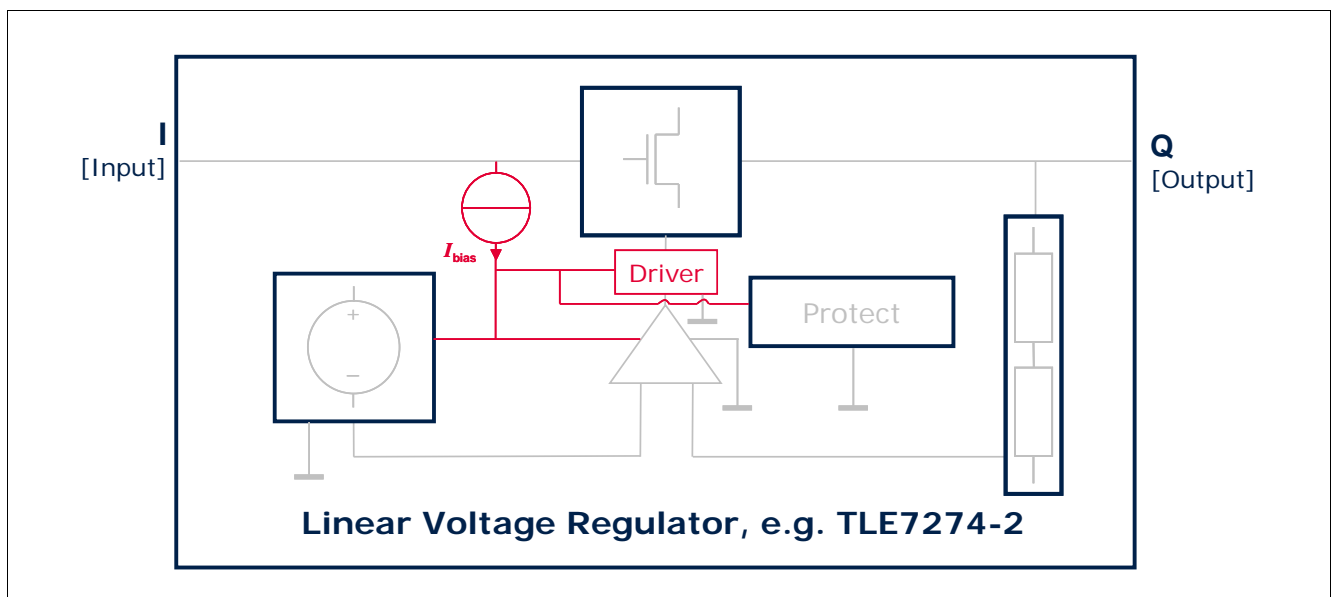 I
[Input]
Q
[Output]
Ibias
Driver
+
Protect
−
Linear Voltage Regulator, e.g. TLE7274-2